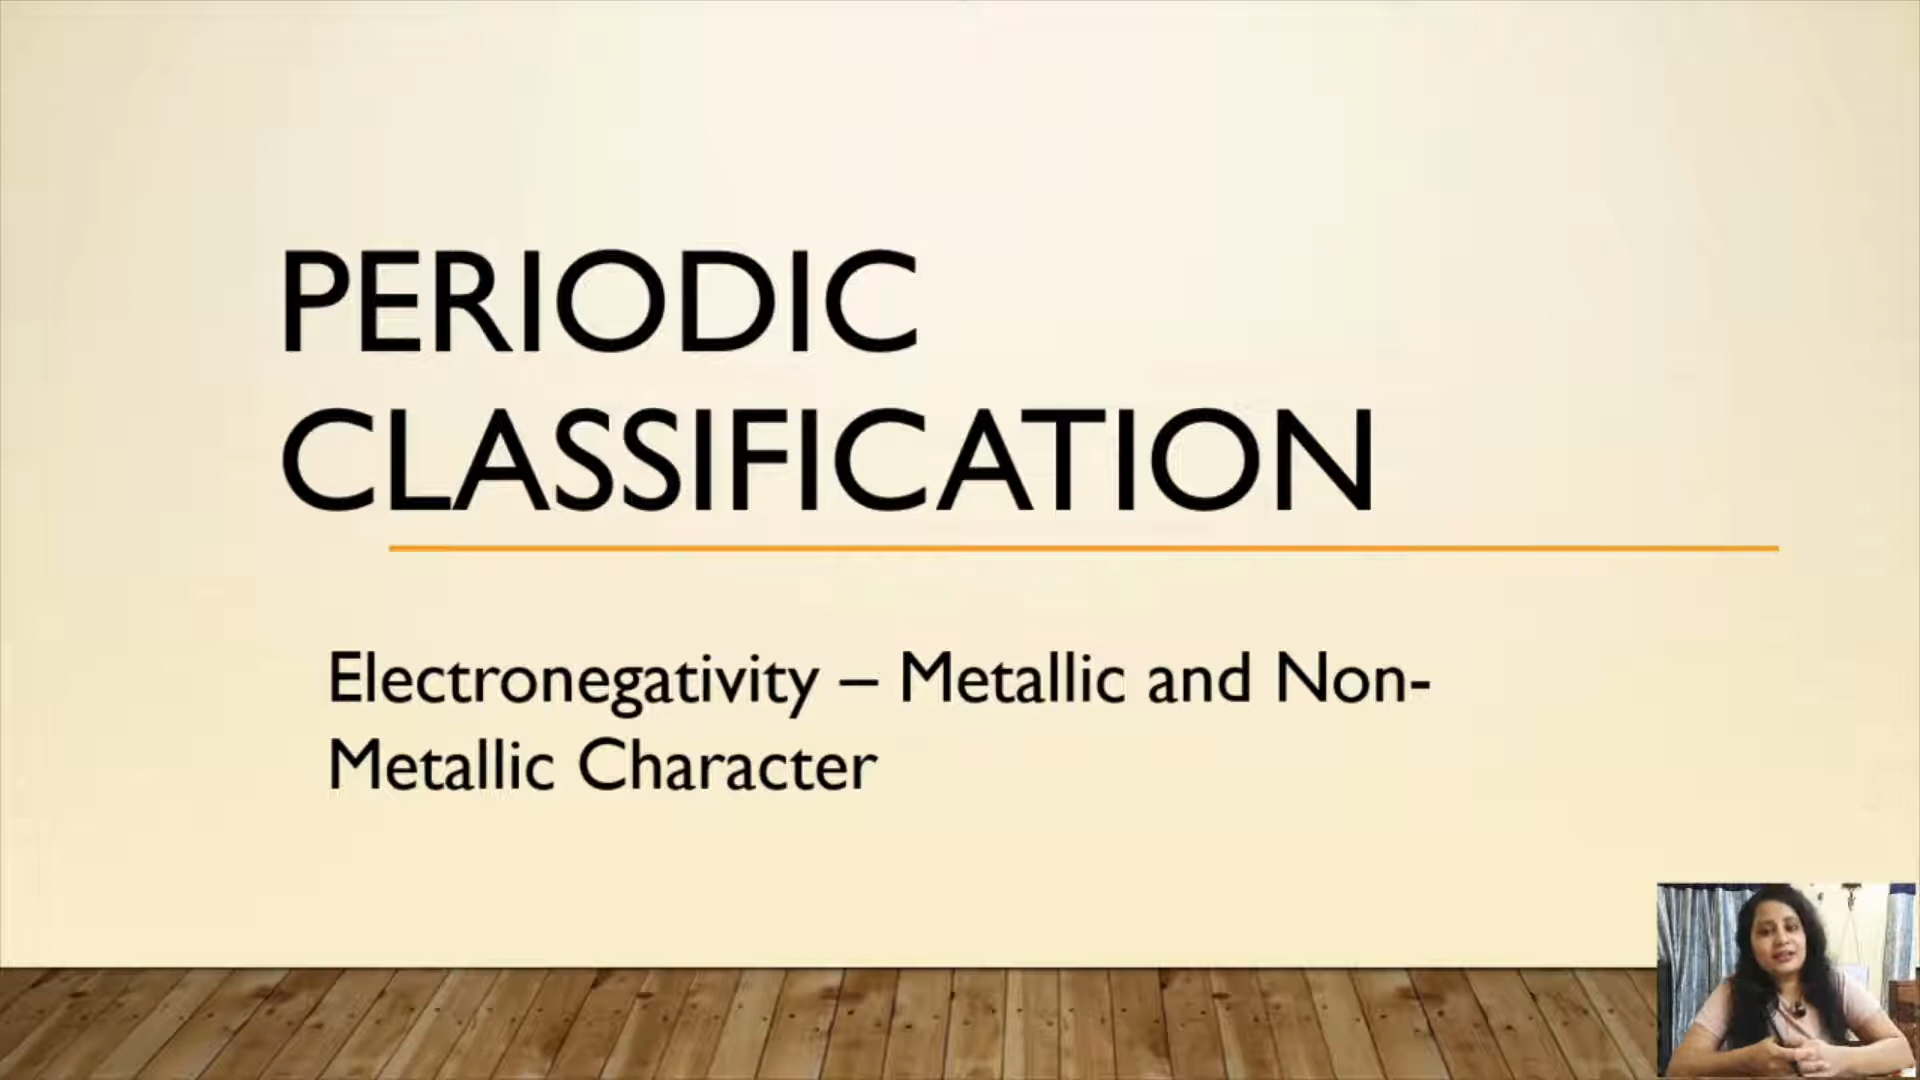 PERIODIC
CLASSIFICATION
Electronegativity – Metallic and Non-
Metallic Character